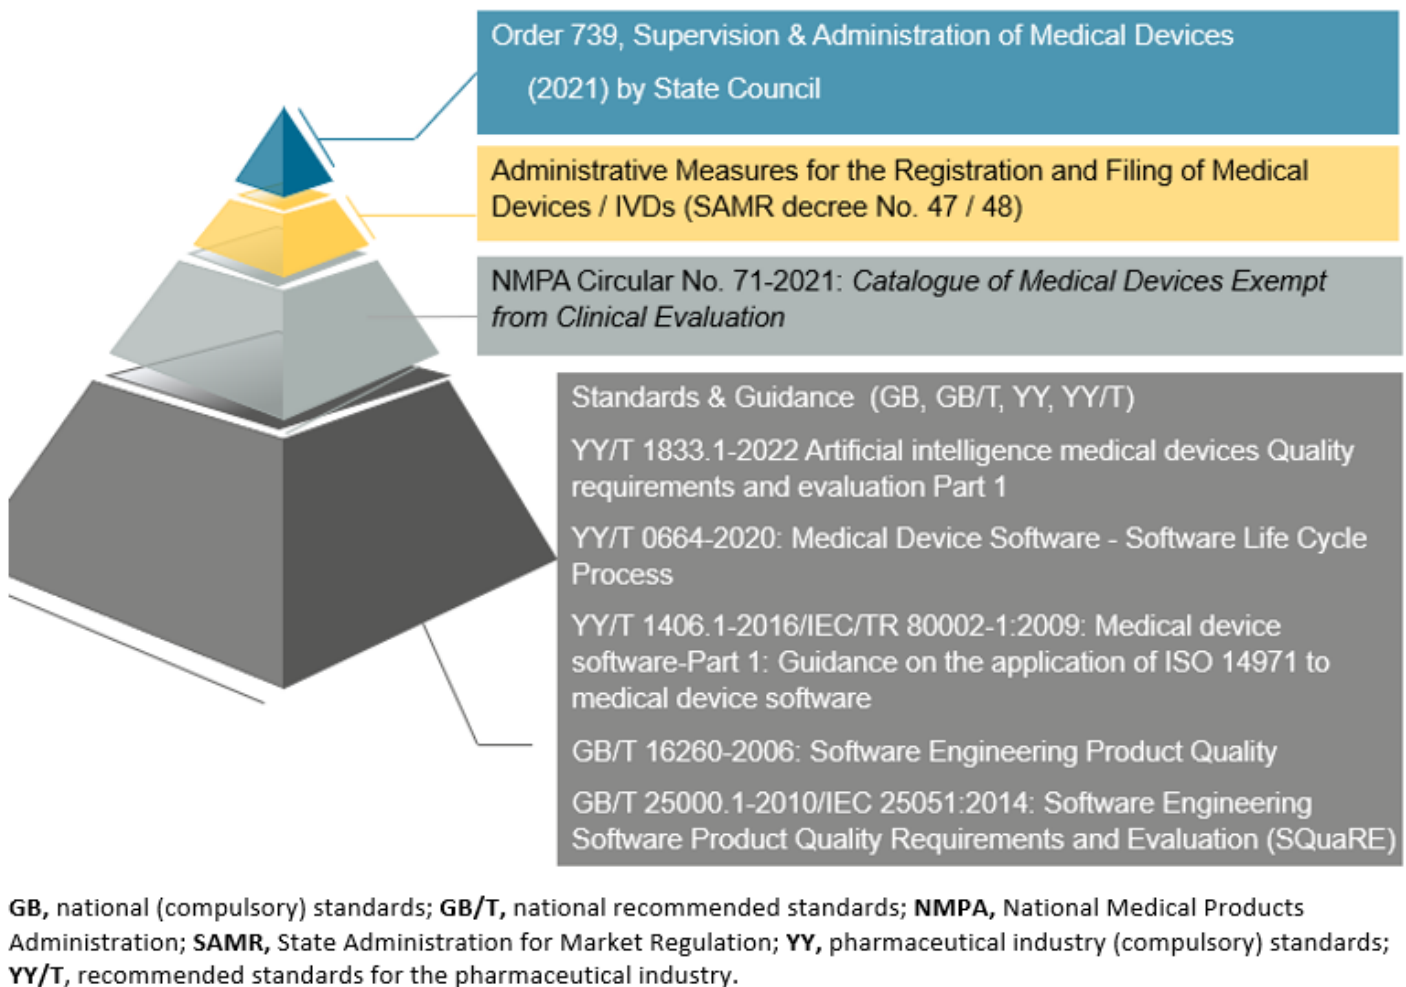 Order 739, Supervision & Administration of Medical Devices
(2021) by State Council
Administrative Measures for the Registration and Filing of Medical
Devices / IVDs (SAMR decree No. 47 / 48)
NMPA Circular No. 71-2021: Catalogue of Medical Devices Exempt
from Clinical Evaluation
Standards & Guidance (GB, GB/T, YY, YY/T)
YY/T 1833.1-2022 Artificial intelligence medical devices Quality
requirements and evaluation Part 1
YY/T 0664-2020: Medical Device Software - Software Life Cycle
Process
YY/T 1406.1-2016/IEC/TR 80002-1:2009: Medical device
software-Part 1: Guidance on the application of ISO 14971 to
medical device software
GB/T 16260-2006: Software Engineering Product Quality
GB/T 25000.1-2010/IEC 25051:2014: Software Engineering
Software Product Quality Requirements and Evaluation (SQuaRE)
GB, national (compulsory) standards; GB/T, national recommended standards; NMPA, National Medical Products
Administration; SAMR, State Administration for Market Regulation; YY, pharmaceutical industry (compulsory) standards;
YY/T, recommended standards for the pharmaceutical industry.